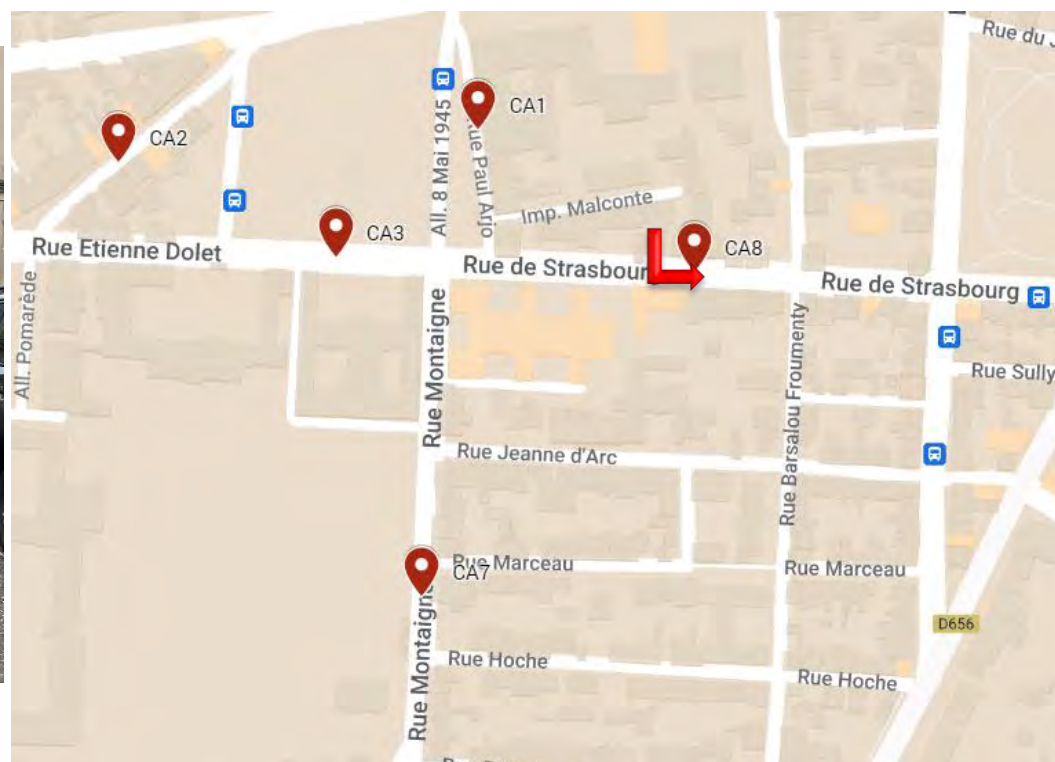 Rue du J
CA1
CA2
All. 8 Mai 1945
Rue Paul Arjo
Imp. Malconte
CA3
CA8
Rue Etienne Dolet
Rue de Strasbour
Rue de Strasbourg
All. Pomarède
Rue Montaigne
Rue Barsalou Froumenty
Rue Sully
Rue Jeanne d'Arc
Rue Marceau
CA7
Rue Marceau
D656
Rue Montaigne
Rue Hoche
Rue Hoche